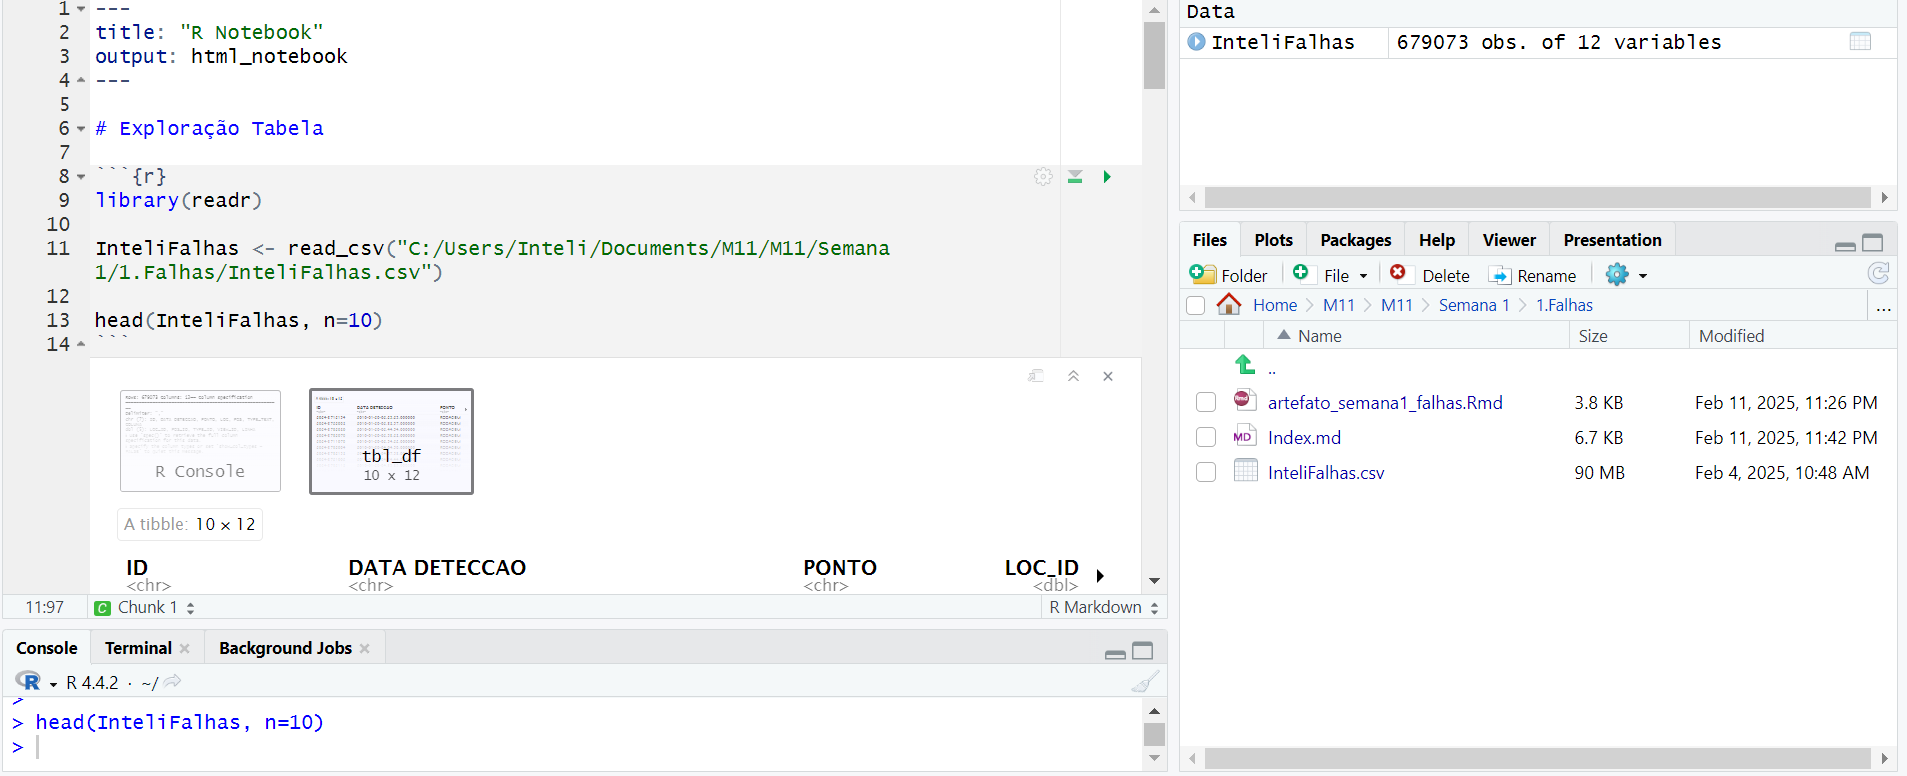 1 ---
2 title: "R Notebook"
3 output: html_notebook
4 ---
5
6 # Exploração Tabela
7
8 ```{r}
9 library(readr)
10
11 InteliFalhas <- read_csv("C:/Users/Inteli/Documents/M11/M11/Semana
1/1.Falhas/InteliFalhas.csv")
12
13 head(InteliFalhas, n=10)
14 ```
R Console
tbl_df
10 x 12
A tibble: 10 × 12
ID DATA DETECCAO PONTO LOC_ID
<chr> <chr> <chr> <dbl>
11:97 C Chunk 1 R Markdown
Console Terminal Background Jobs
R 4.4.2 · ~/
>
> head(InteliFalhas, n=10)
>
Data
InteliFalhas 679073 obs. of 12 variables
Files Plots Packages Help Viewer Presentation
Folder File Delete Rename
Home M11 M11 Semana 1 1.Falhas ...
Name Size Modified
..
artefato_semana1_falhas.Rmd 3.8 KB Feb 11, 2025, 11:26 PM
MD Index.md 6.7 KB Feb 11, 2025, 11:42 PM
InteliFalhas.csv 90 MB Feb 4, 2025, 10:48 AM